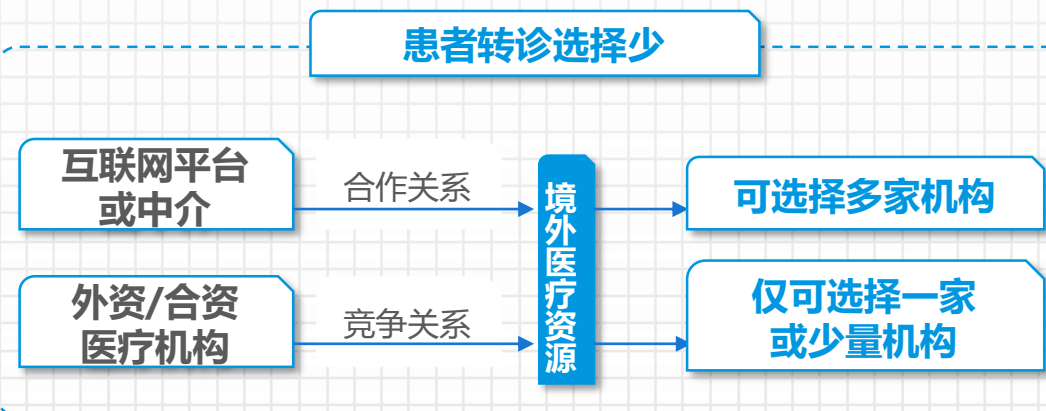 患者转诊选择少
互联网平台
或中介
合作关系
境外医疗资源
可选择多家机构
外资/合资
医疗机构
竞争关系
仅可选择一家
或少量机构